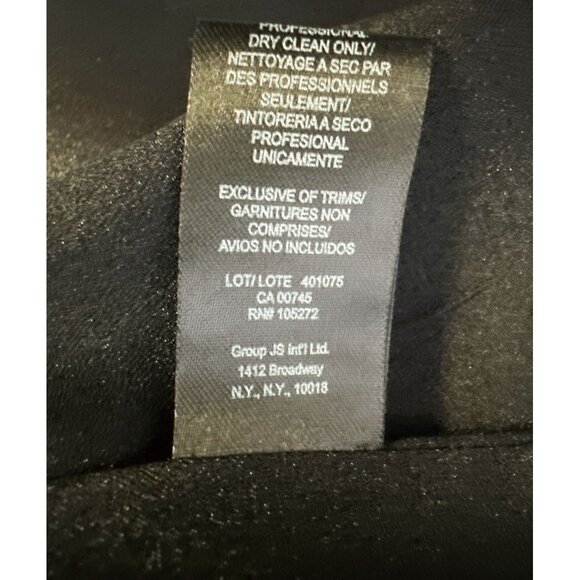 PROFESSIONAL
DRY CLEAN ONLY/
NETTOYAGE A SEC PAR
DES PROFESSIONNELS
SEULEMENT/
TINTORERIA A SECO
PROFESIONAL
UNICAMENTE
EXCLUSIVE OF TRIMS/
GARNITURES NON
COMPRISES/
AVIOS NO INCLUIDOS
LOT/ LOTE 401075
CA 00745
RN# 105272
Group JS Int'l Ltd.
1412 Broadway
N.Y., N.Y., 10018